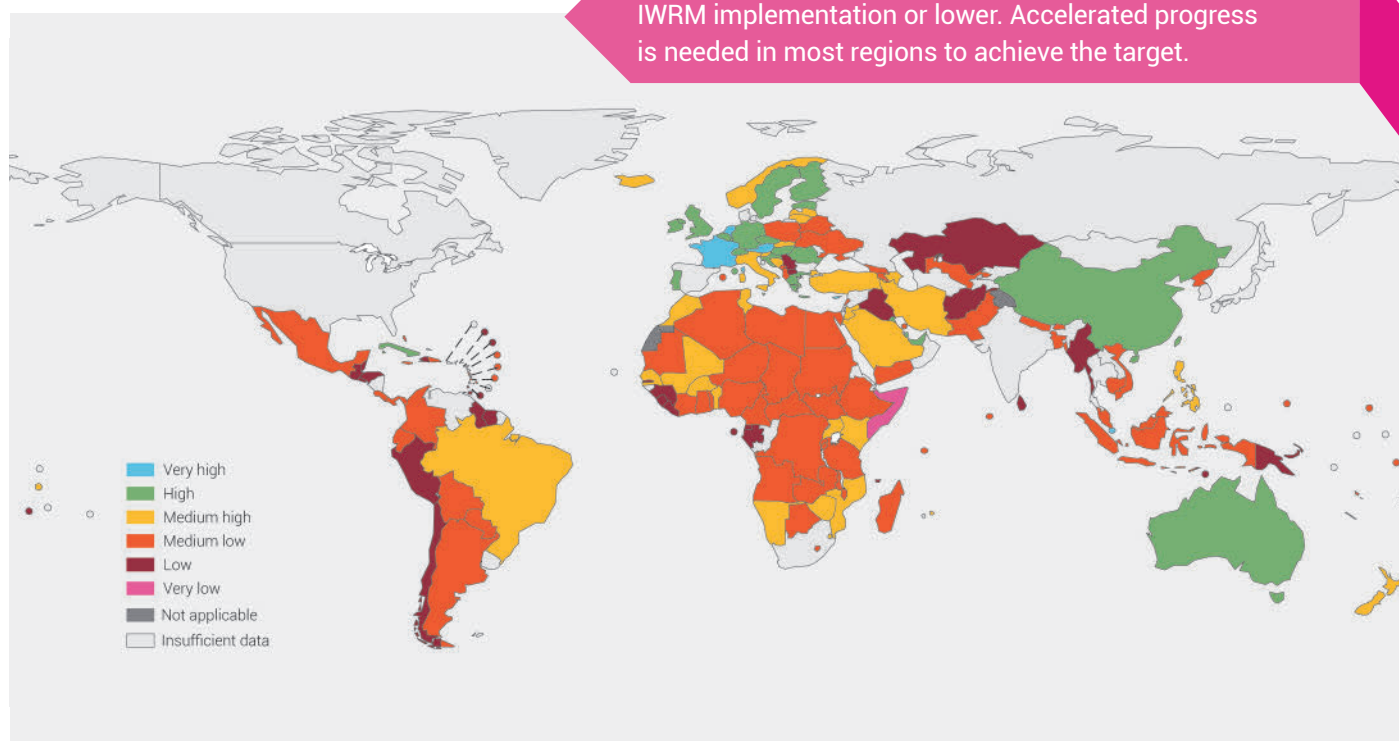 IWRM implementation or lower. Accelerated progress
is needed in most regions to achieve the target.
Very high
High
Medium high
Medium low
Low
Very low
Not applicable
Insufficient data